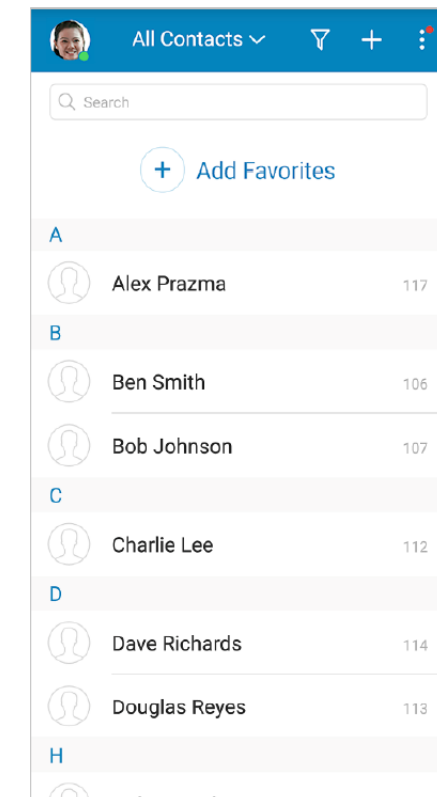 All Contacts
Search
Add Favorites
A
Alex Prazma 117
B
Ben Smith 106
Bob Johnson 107
C
Charlie Lee 112
D
Dave Richards 114
Douglas Reyes 113
H